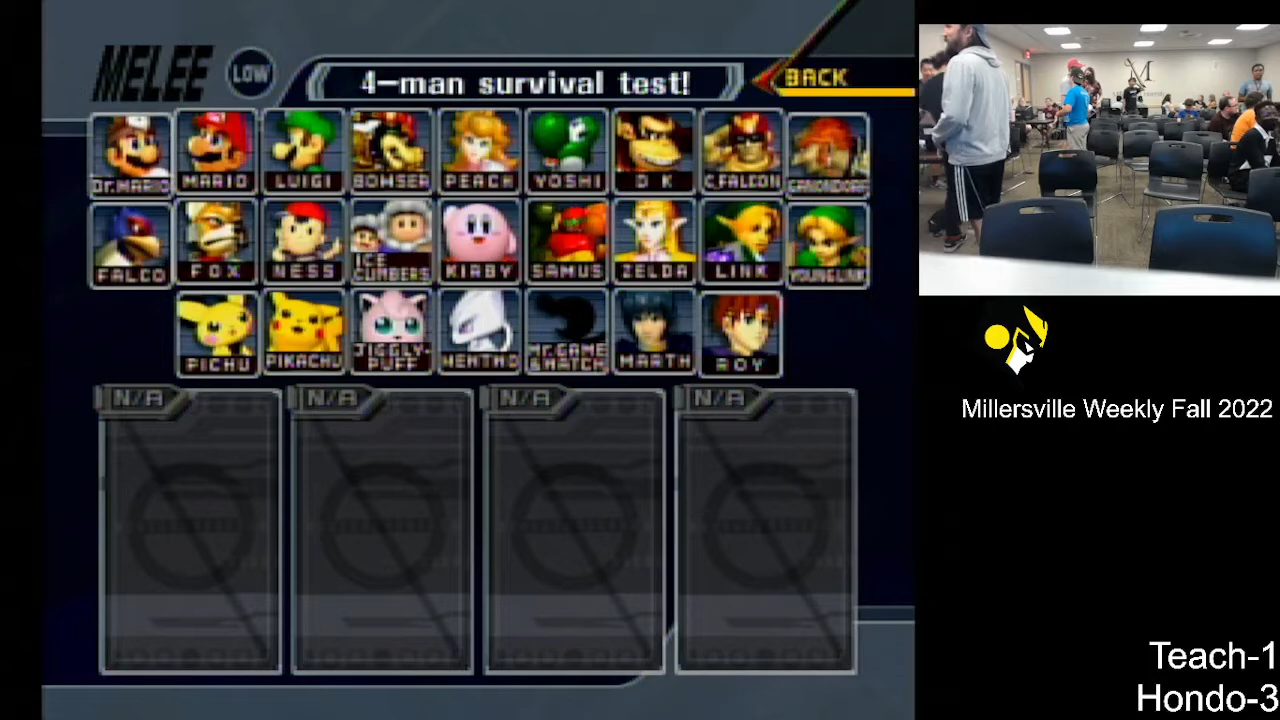 MELEE
LOW
4-man survival test!
BACK
DR.MARIO
MARIO
LUIGI
BOWSER
PEACH
YOSHI
D K
C.FALCON
GANONDORF
FALCO
FOX
NESS
ICE
CLIMBERS
KIRBY
SAMUS
ZELDA
LINK
YOUNG LINK
PICHU
PIKACHU
JIGGLY-
PUFF
MEWTWO
MR.GAME
&WATCH
MARTH
ROY
N/A
N/A
N/A
N/A
M
Millersville Weekly Fall 2022
Teach-1
Hondo-3